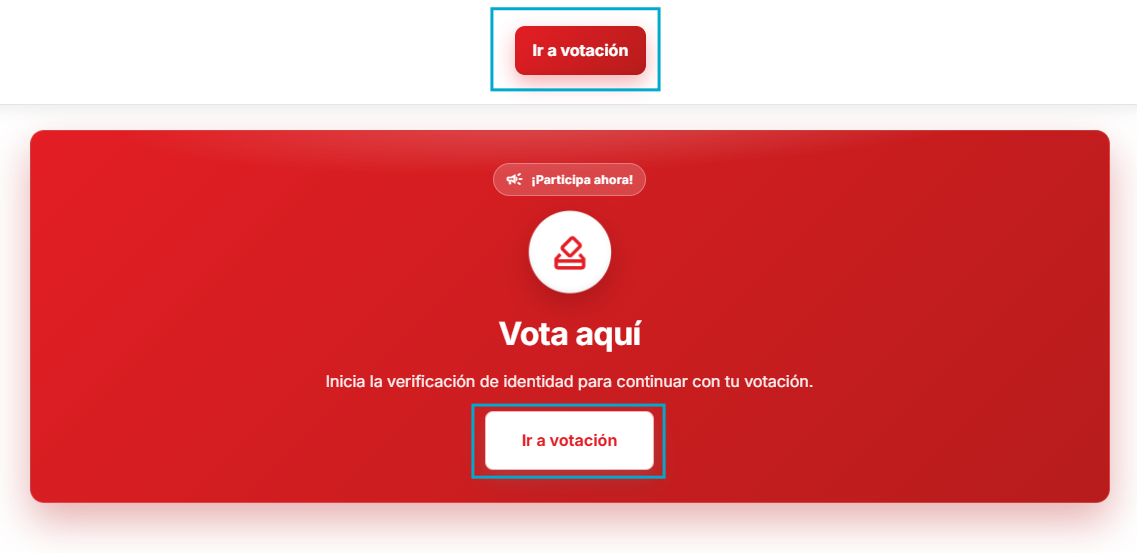 Ir a votación
¡Participa ahora!
Vota aquí
Inicia la verificación de identidad para continuar con tu votación.
Ir a votación